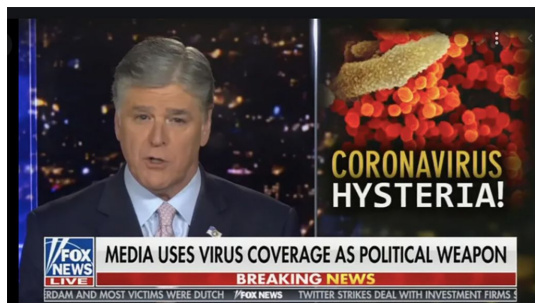 CORONAVIRUS
HYSTERIA!
FOX
NEWS
LIVE
MEDIA USES VIRUS COVERAGE AS POLITICAL WEAPON
BREAKING NEWS
RDAM AND MOST VICTIMS WERE DUTCH FOX NEWS TWITTER STRIKES DEAL WITH INVESTMENT FIRMS